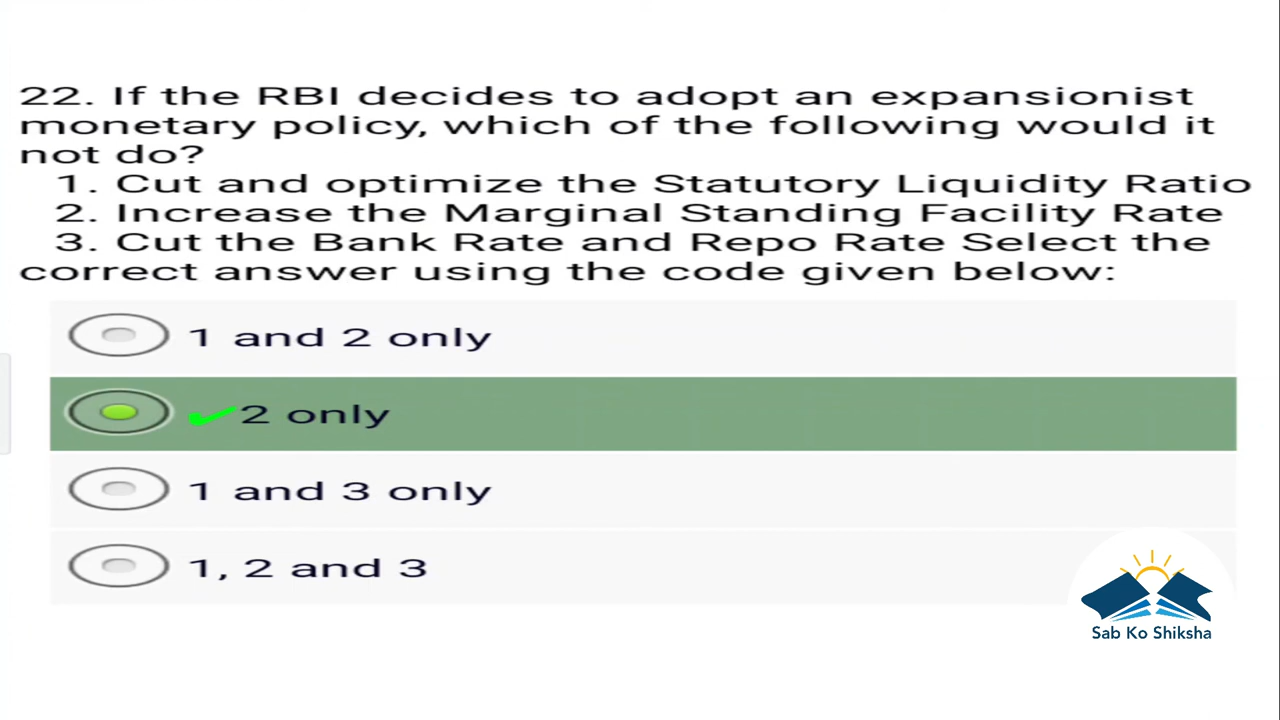 22. If the RBI decides to adopt an expansionist
monetary policy, which of the following would it
not do?
1. Cut and optimize the Statutory Liquidity Ratio
2. Increase the Marginal Standing Facility Rate
3. Cut the Bank Rate and Repo Rate Select the
correct answer using the code given below:
1 and 2 only
✔2 only
1 and 3 only
1, 2 and 3
Sab Ko Shiksha